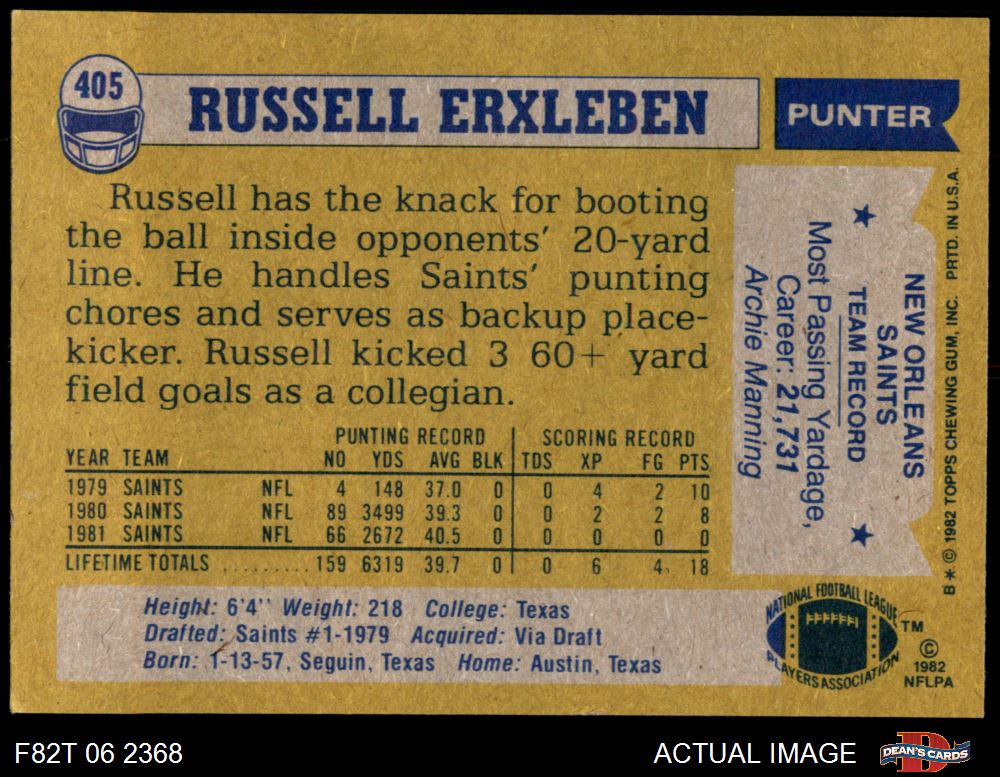 405
RUSSELL ERXLEBEN
PUNTER
Russell has the knack for booting
the ball inside opponents' 20-yard
line. He handles Saints' punting
chores and serves as backup place-
kicker. Russell kicked 3 60+ yard
field goals as a collegian.
PUNTING RECORD SCORING RECORD
YEAR TEAM NO YDS AVG BLK TDS XP FG PTS
1979 SAINTS NFL 4 148 37.0 0 0 4 2 10
1980 SAINTS NFL 89 3499 39.3 0 0 2 2 8
1981 SAINTS NFL 66 2672 40.5 0 0 0 0 0
LIFETIME TOTALS ......... 159 6319 39.7 0 0 6 4 18
Height: 6'4" Weight: 218 College: Texas
Drafted: Saints #1-1979 Acquired: Via Draft
Born: 1-13-57, Seguin, Texas Home: Austin, Texas
NEW ORLEANS
SAINTS
★ TEAM RECORD ★
Most Passing Yardage,
Career: 21,731
Archie Manning
B * © 1982 TOPPS CHEWING GUM, INC. PRTD. IN U.S.A.
NATIONAL FOOTBALL LEAGUE
PLAYERS ASSOCIATION
TM
©
1982
NFLPA
F82T 06 2368
ACTUAL IMAGE
D
DEAN'S CARDS